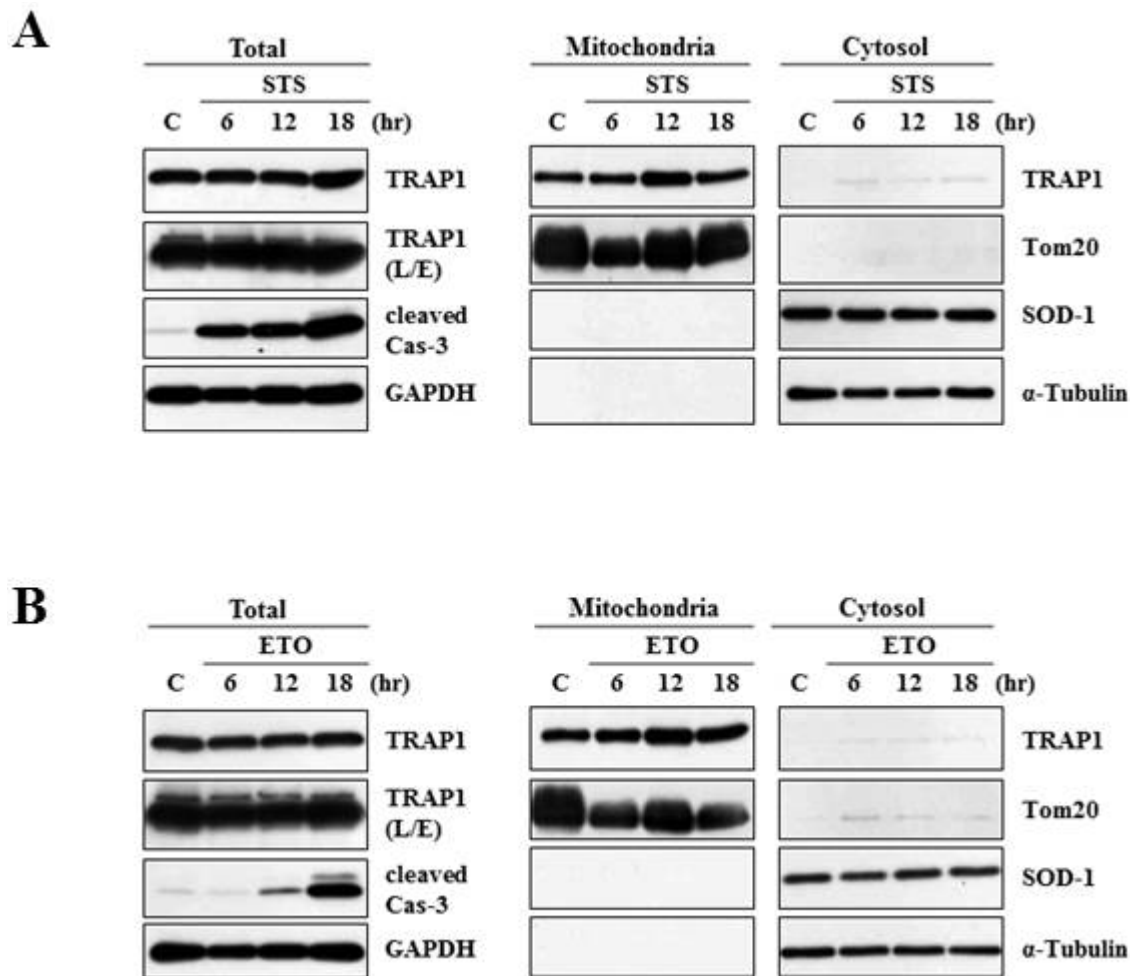 A
Total
Mitochondria
Cytosol
STS
STS
STS
C 6 12 18 (hr)
C 6 12 18
C 6 12 18 (hr)
TRAP1
TRAP1
TRAP1
(L/E)
Tom20
cleaved
Cas-3
SOD-1
GAPDH
α-Tubulin
B
Total
Mitochondria
Cytosol
ETO
ETO
ETO
C 6 12 18 (hr)
C 6 12 18
C 6 12 18 (hr)
TRAP1
TRAP1
TRAP1
(L/E)
Tom20
cleaved
Cas-3
SOD-1
GAPDH
α-Tubulin